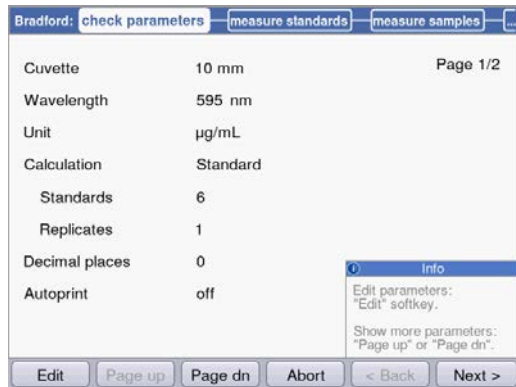 Bradford: check parameters measure standards measure samples ...
Page 1/2
Cuvette 10 mm
Wavelength 595 nm
Unit µg/mL
Calculation Standard
Standards 6
Replicates 1
Decimal places 0
Autoprint off
Info
Edit parameters:
"Edit" softkey.
Show more parameters:
"Page up" or "Page dn".
Edit Page up Page dn Abort < Back Next >